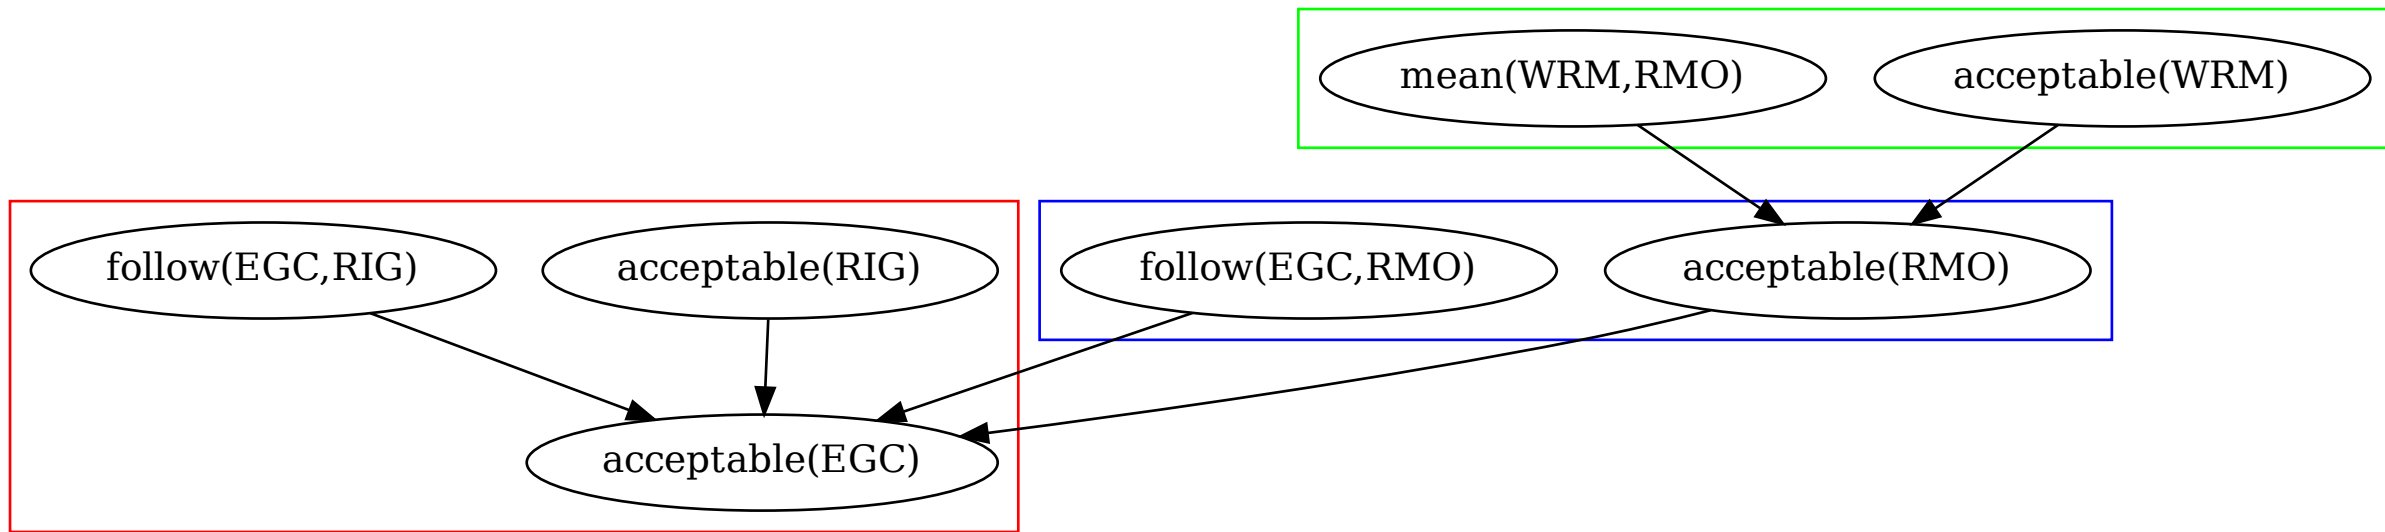 mean(WRM,RMO)
acceptable(WRM)
follow(EGC,RIG)
acceptable(RIG)
follow(EGC,RMO)
acceptable(RMO)
acceptable(EGC)